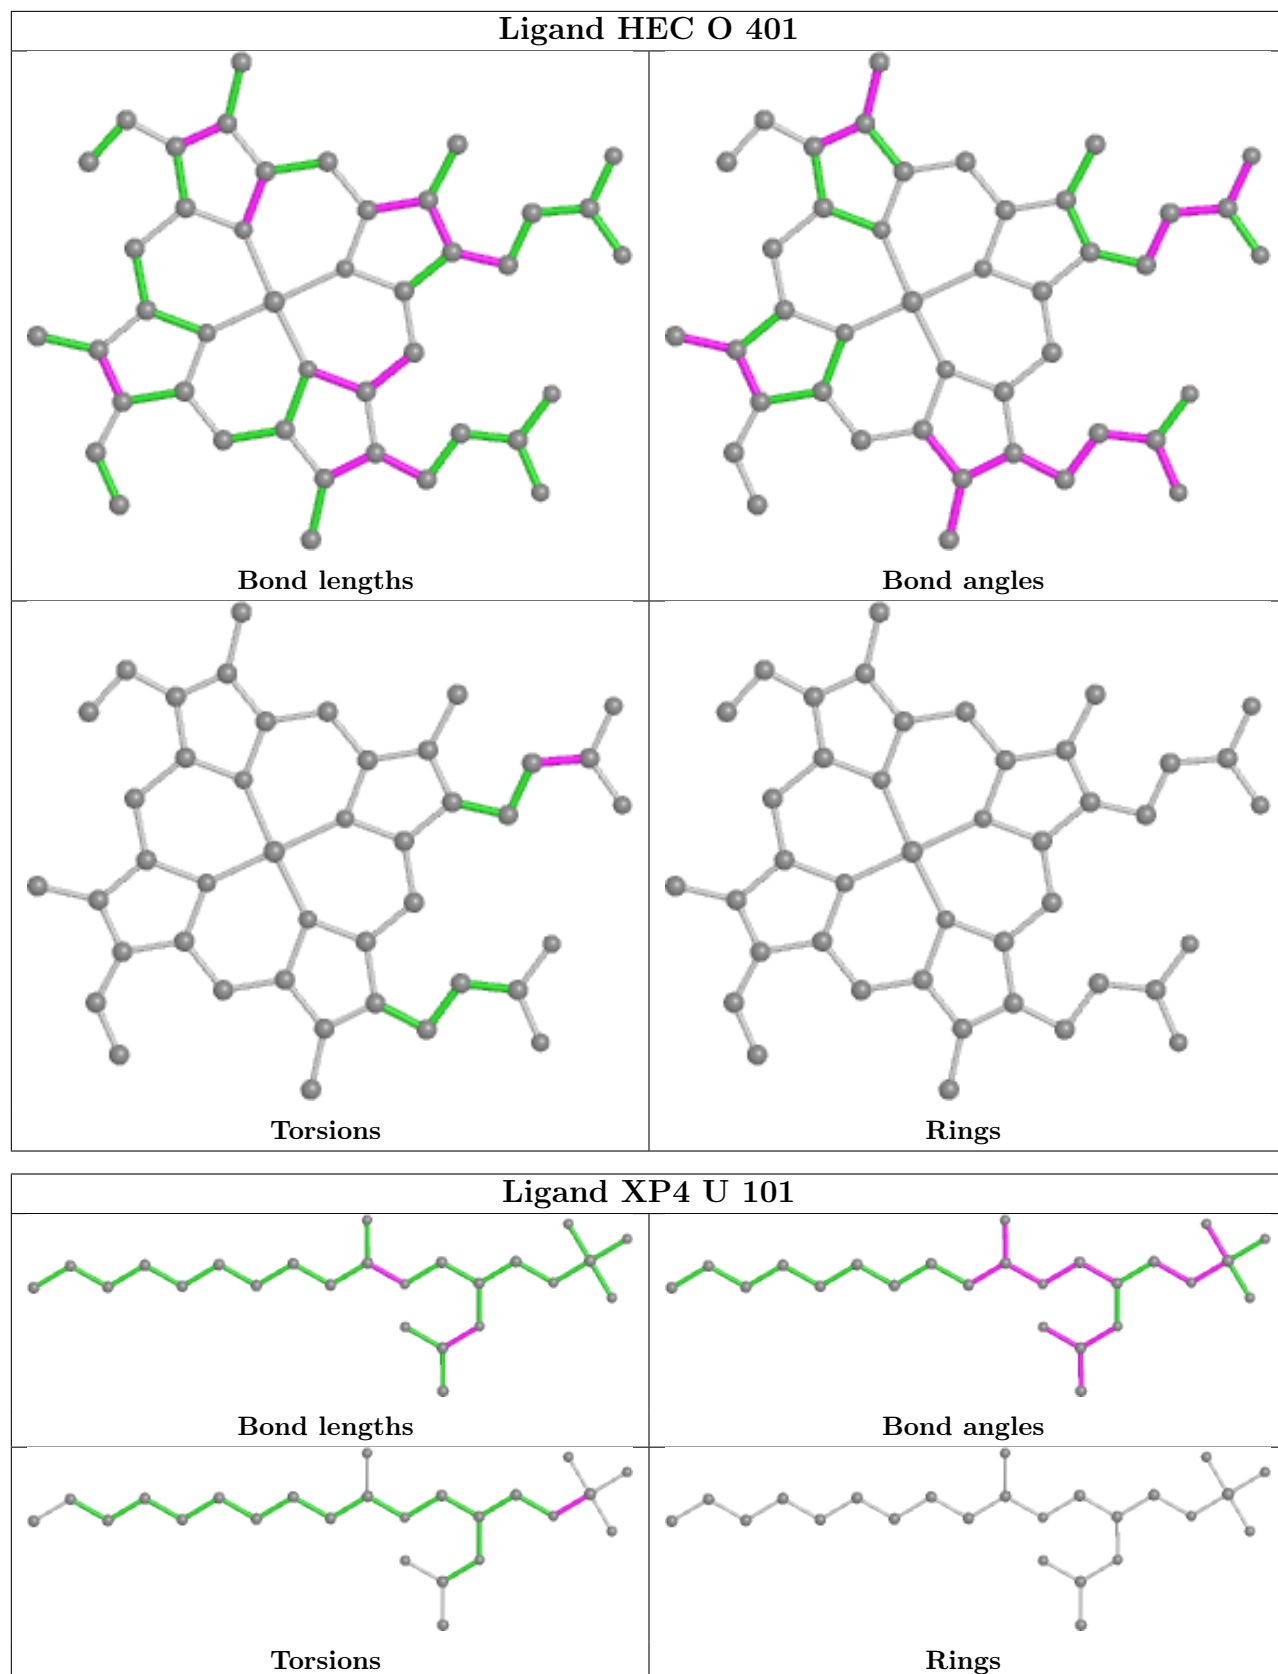 Ligand HEC O 401
Bond lengths
Bond angles
Torsions
Rings
Ligand XP4 U 101
Bond lengths
Bond angles
Torsions
Rings